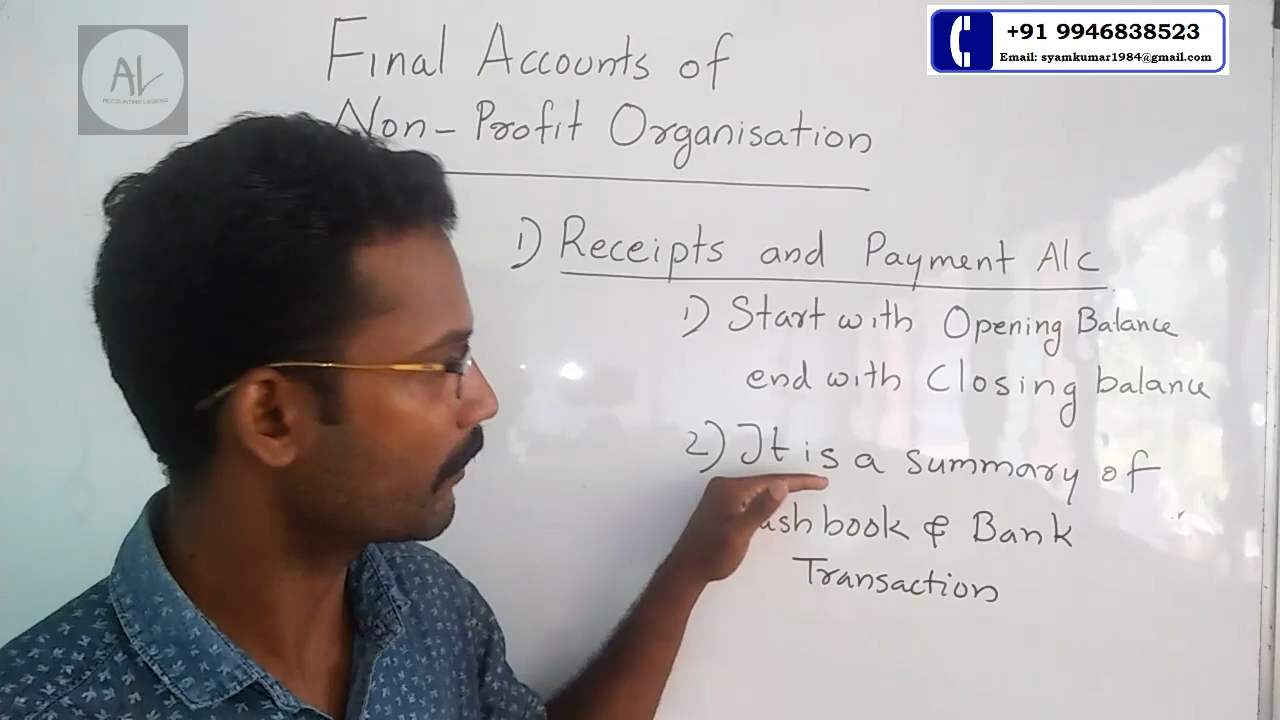 +91 9946838523
Email: syamkumar1984@gmail.com
AL
Final Accounts of
Non-Profit Organisation
1) Receipts and Payment A/c
1) Start with Opening Balance
end with Closing balance
2) It is a summary of
ashbook & Bank
Transaction